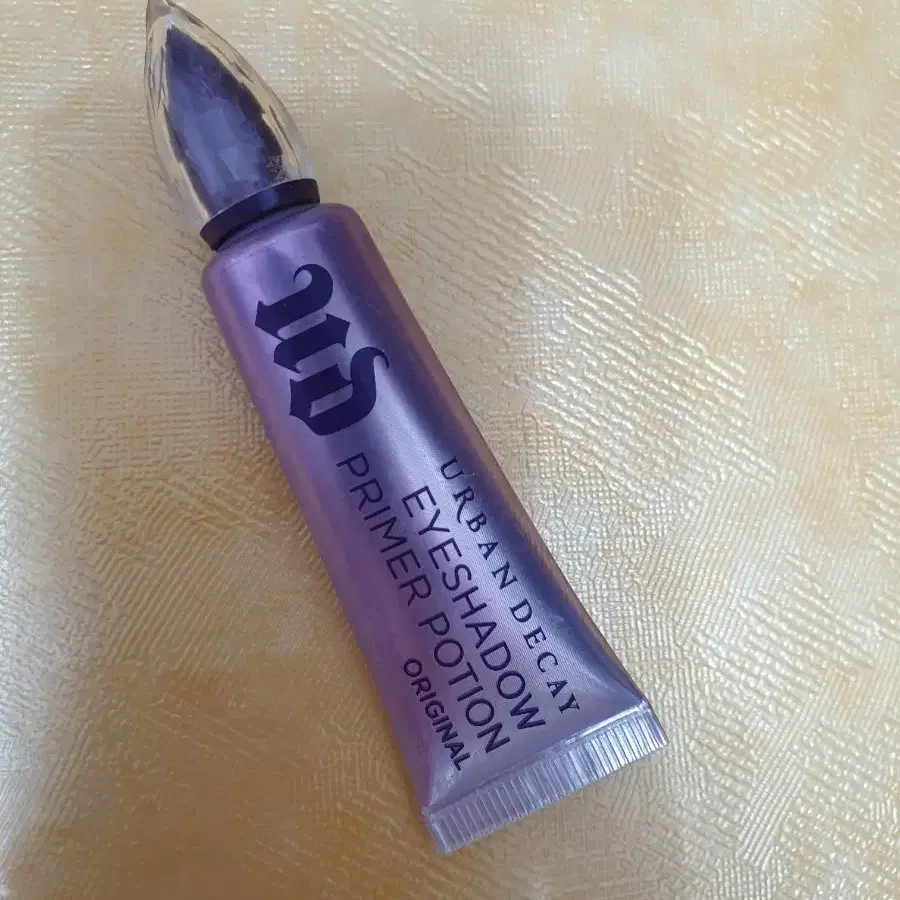 UD
URBAN DECAY
EYESHADOW
PRIMER POTION
ORIGINAL